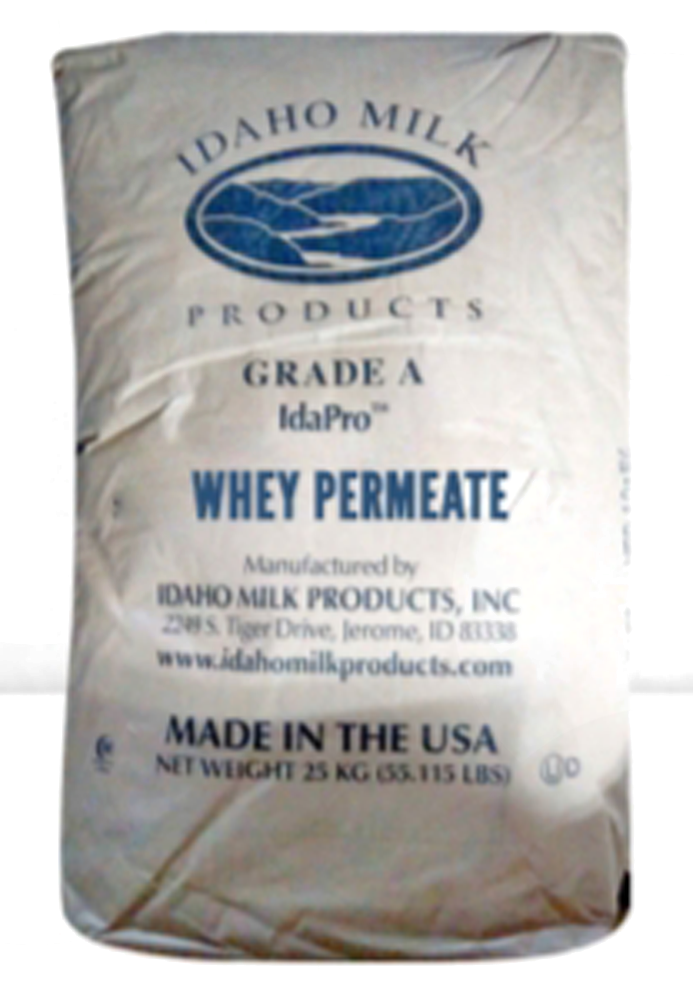 IDAHO MILK
PRODUCTS
GRADE A
IdaPro™
WHEY PERMEATE
Manufactured by
IDAHO MILK PRODUCTS, INC
2249 S. Tiger Drive, Jerome, ID 83338
www.idahomilkproducts.com
MADE IN THE USA
NET WEIGHT 25 KG (55.115 LBS)
U D